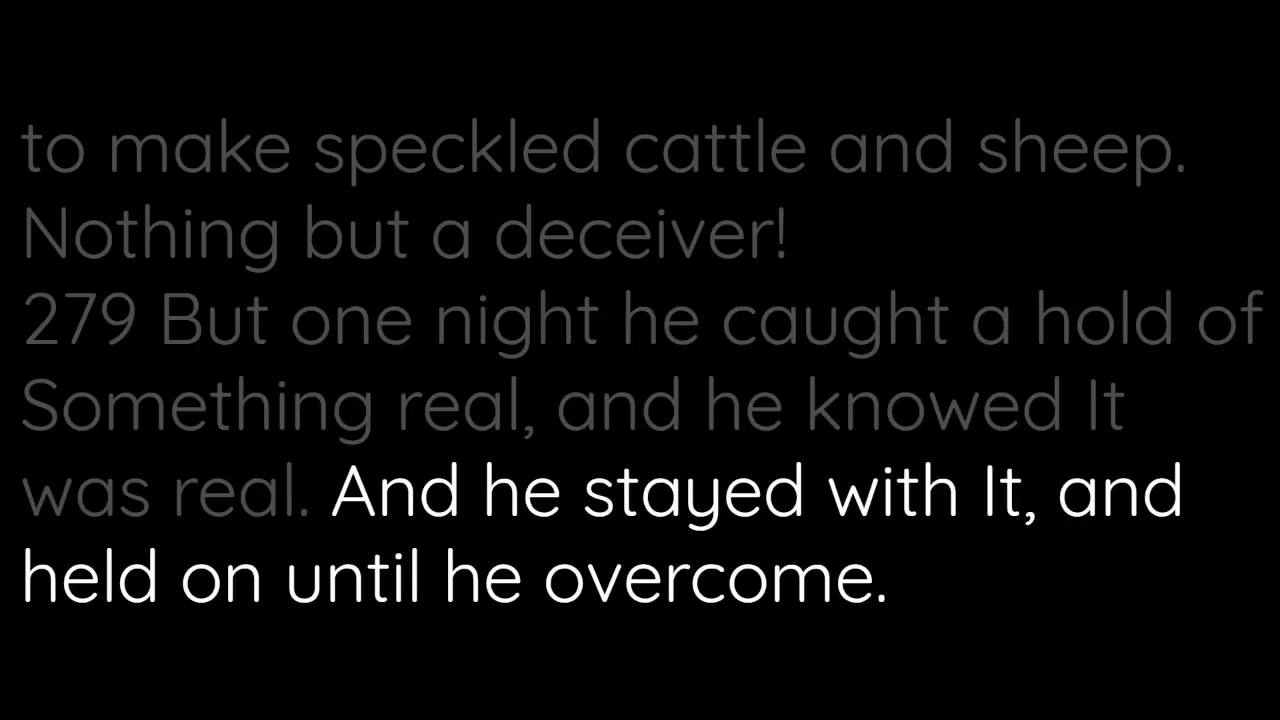 to make speckled cattle and sheep.
Nothing but a deceiver!
279 But one night he caught a hold of
Something real, and he knowed It
was real. And he stayed with It, and
held on until he overcome.